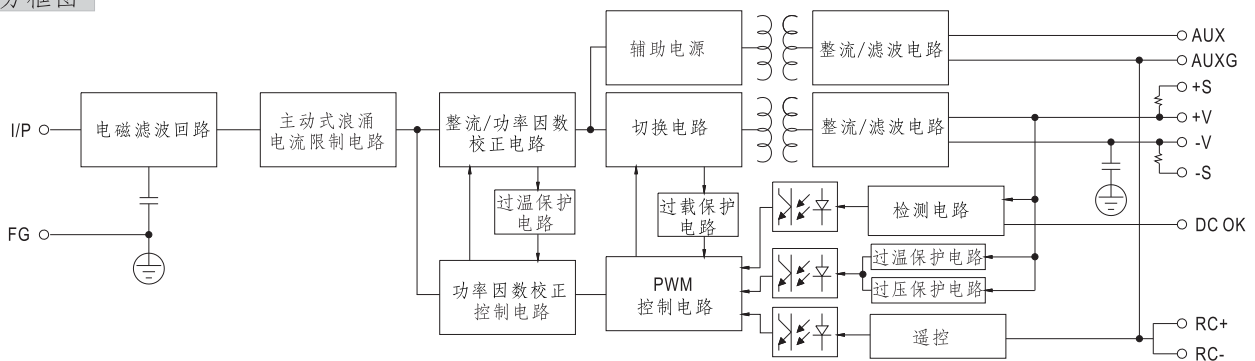 方框图
I/P
电磁滤波回路
主动式浪涌
电流限制电路
整流/功率因数
校正电路
辅助电源
整流/滤波电路
切换电路
整流/滤波电路
AUX
AUXG
+S
+V
-V
-S
过温保护
电路
过载保护
电路
检测电路
DC OK
FG
功率因数校正
控制电路
PWM
控制电路
过温保护电路
过压保护电路
遥控
RC+
RC-